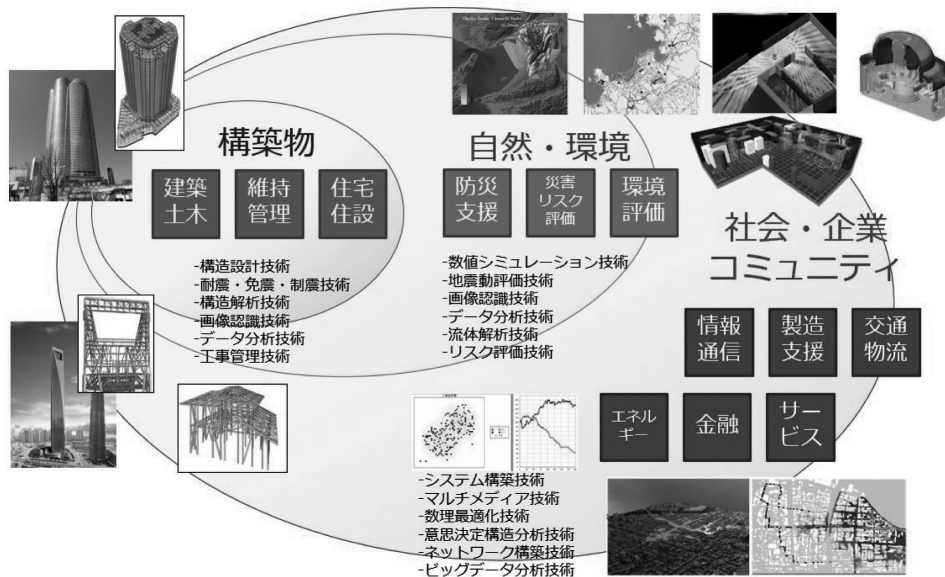 構築物
建築
土木
維持
管理
住宅
住設
-構造設計技術
-耐震・免震・制震技術
-構造解析技術
-画像認識技術
-データ分析技術
-工事管理技術
自然・環境
防災
支援
災害
リスク
評価
環境
評価
-数値シミュレーション技術
-地震動評価技術
-画像認識技術
-データ分析技術
-流体解析技術
-リスク評価技術
社会・企業
コミュニティ
情報
通信
製造
支援
交通
物流
エネル
ギー
金融
サー
ビス
-システム構築技術
-マルチメディア技術
-数理最適化技術
-意思決定構造分析技術
-ネットワーク構築技術
-ビッグデータ分析技術